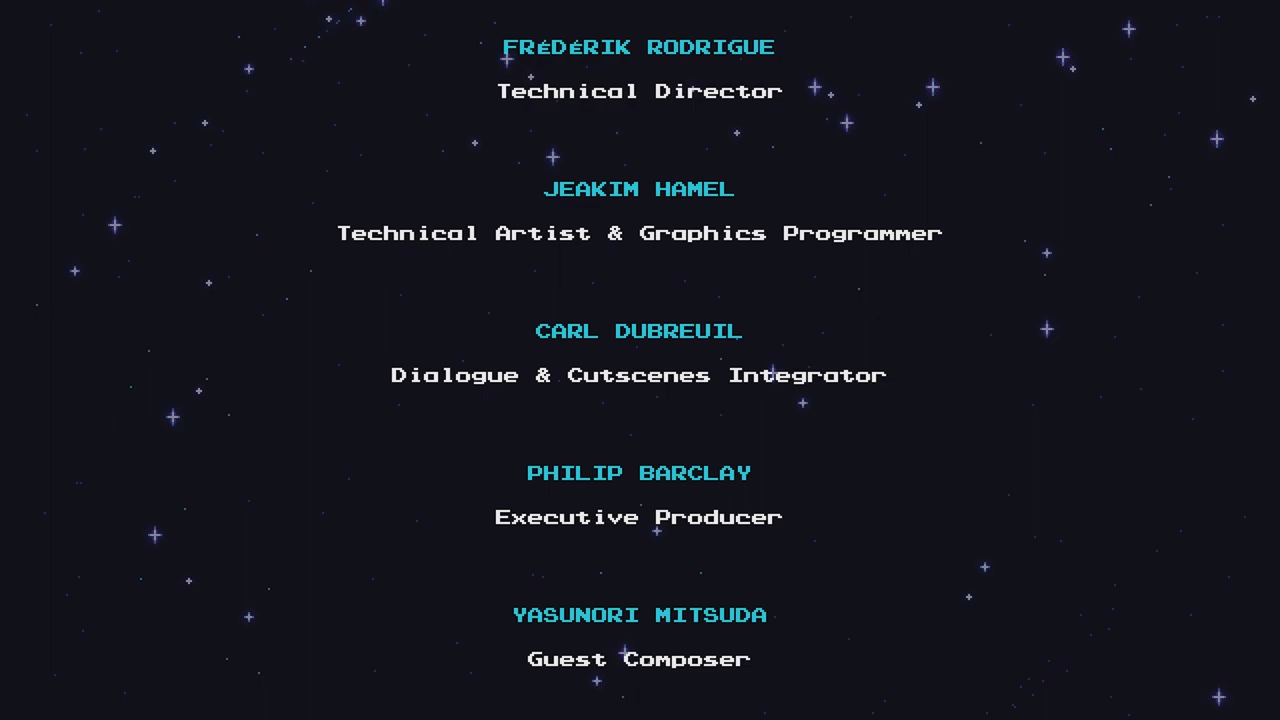 FRéDéRIK RODRIGUE
Technical Director
JEAKIM HAMEL
Technical Artist & Graphics Programmer
CARL DUBREUIL
Dialogue & Cutscenes Integrator
PHILIP BARCLAY
Executive Producer
YASUNORI MITSUDA
Guest Composer